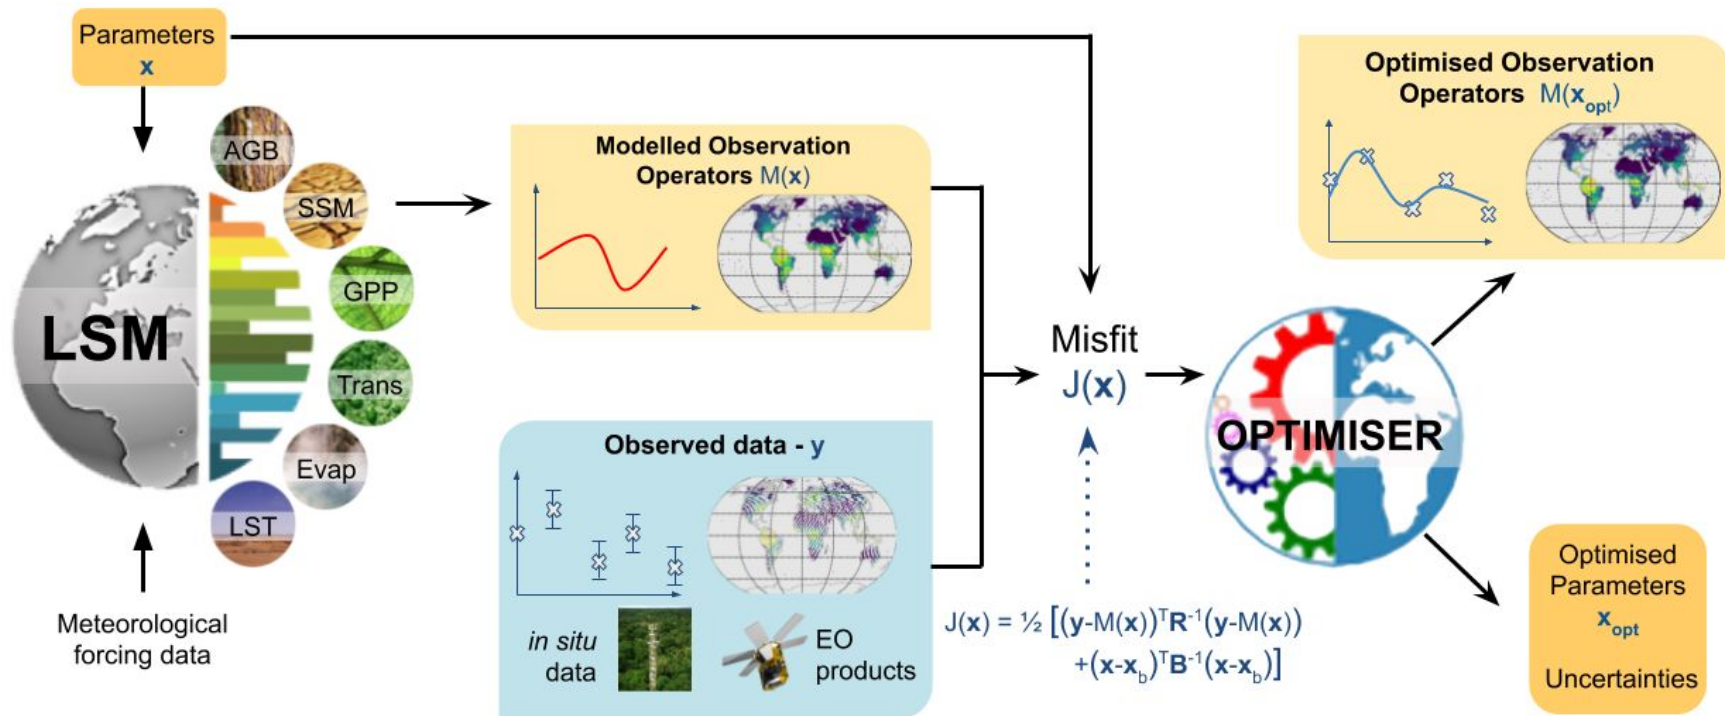 Parameters
x
AGB
SSM
GPP
Trans
Evap
LST
LSM
Meteorological
forcing data
Modelled Observation
Operators M(x)
Observed data - y
in situ
data
EO
products
Misfit
J(x)
J(x) = ½ [(y-M(x))ᵀR⁻¹(y-M(x))
+(x-x_b)ᵀB⁻¹(x-x_b)]
OPTIMISER
Optimised Observation
Operators M(x_opt)
Optimised
Parameters
x_opt
Uncertainties